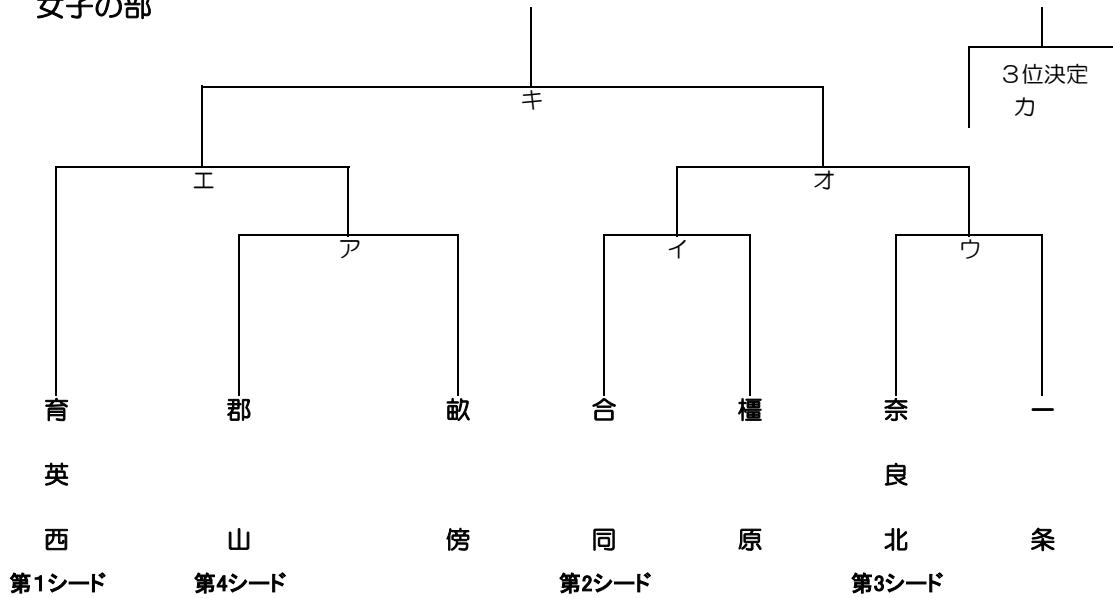 女子の部
3位決定
カ
キ
エ
オ
ア
イ
ウ
育英西
郡山
畝傍
合同
橿原
奈良北
一条
第1シード
第4シード
第2シード
第3シード